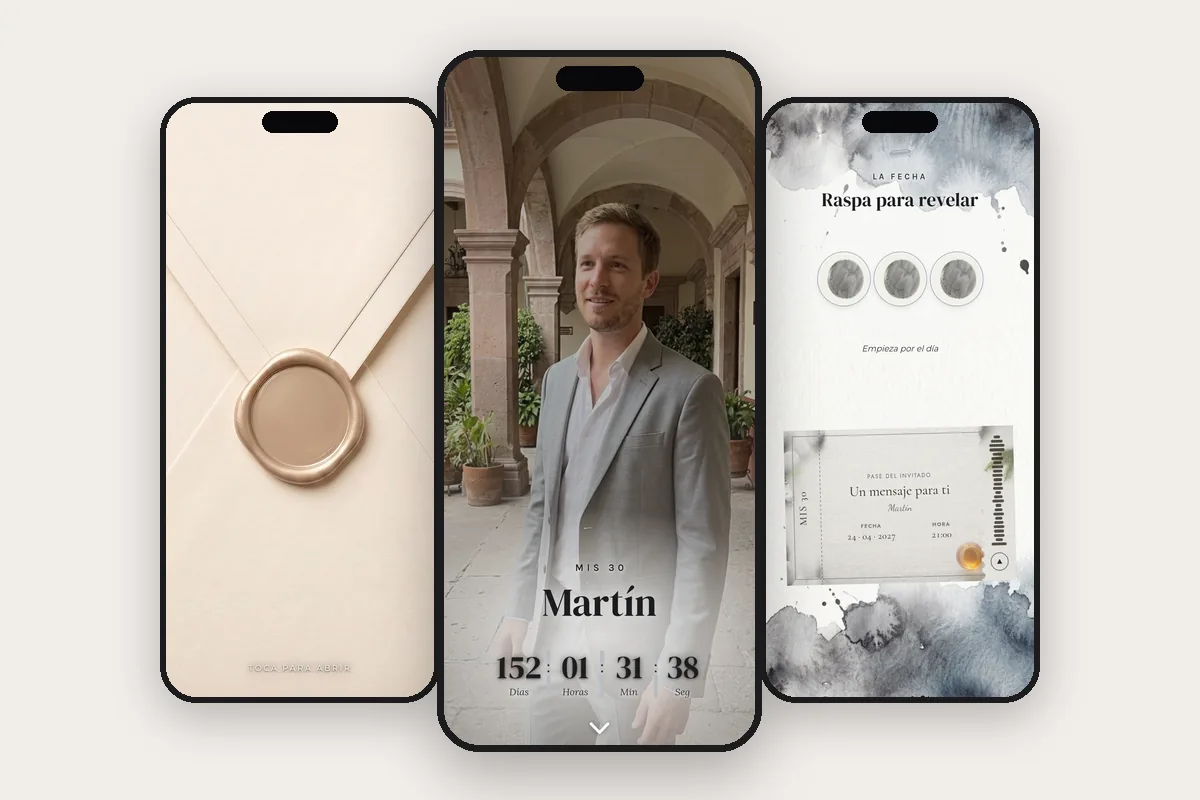 TOCA PARA ABRIR
MIS 30
Martín
152 : 01 : 31 : 38
Días Horas Min Seg
LA FECHA
Raspa para revelar
Empieza por el día
MIS 30
PASE DEL INVITADO
Un mensaje para ti
Martín
FECHA HORA
24 · 04 · 2027 21:00